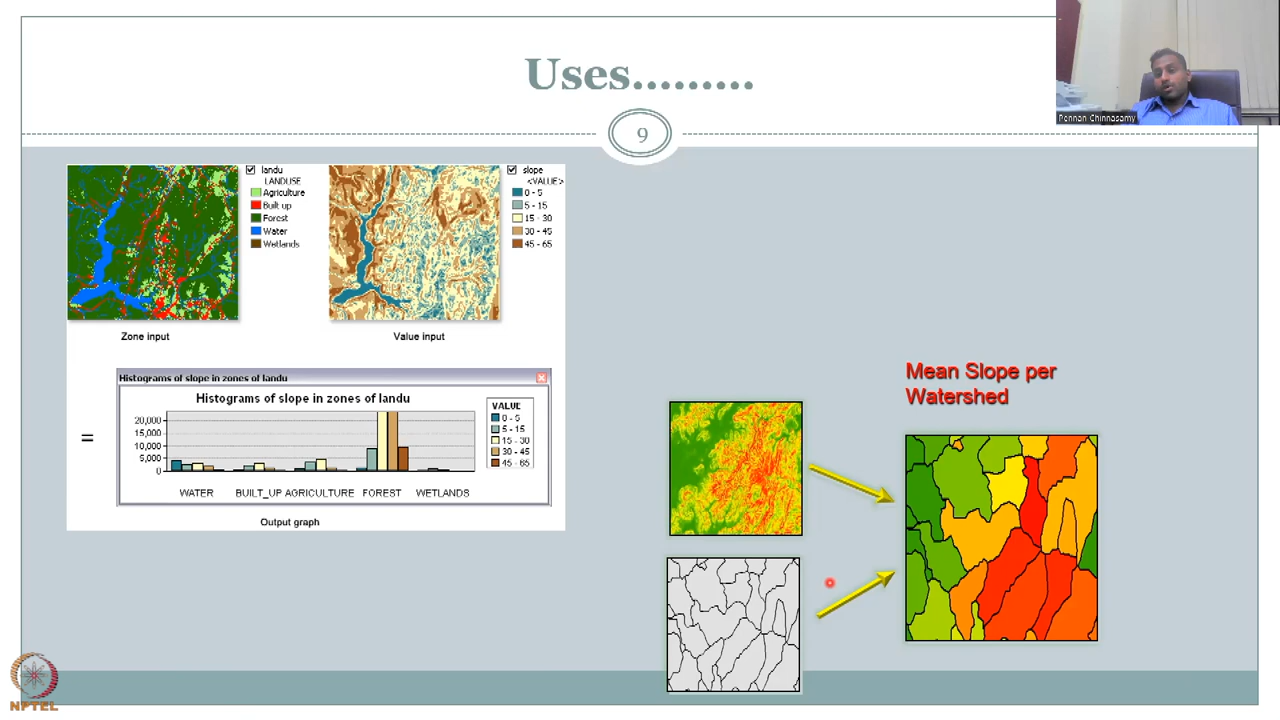 Uses.........
9
Pennan Chinnasamy
landu
LANDUSE
Agriculture
Built up
Forest
Water
Wetlands
slope
<VALUE>
0 - 5
5 - 15
15 - 30
30 - 45
45 - 65
Zone input
Value input
Histograms of slope in zones of landu
Histograms of slope in zones of landu
20,000
15,000
10,000
5,000
0
VALUE
0 - 5
5 - 15
15 - 30
30 - 45
45 - 65
WATER BUILT_UP AGRICULTURE FOREST WETLANDS
=
Output graph
Mean Slope per
Watershed
NPTEL